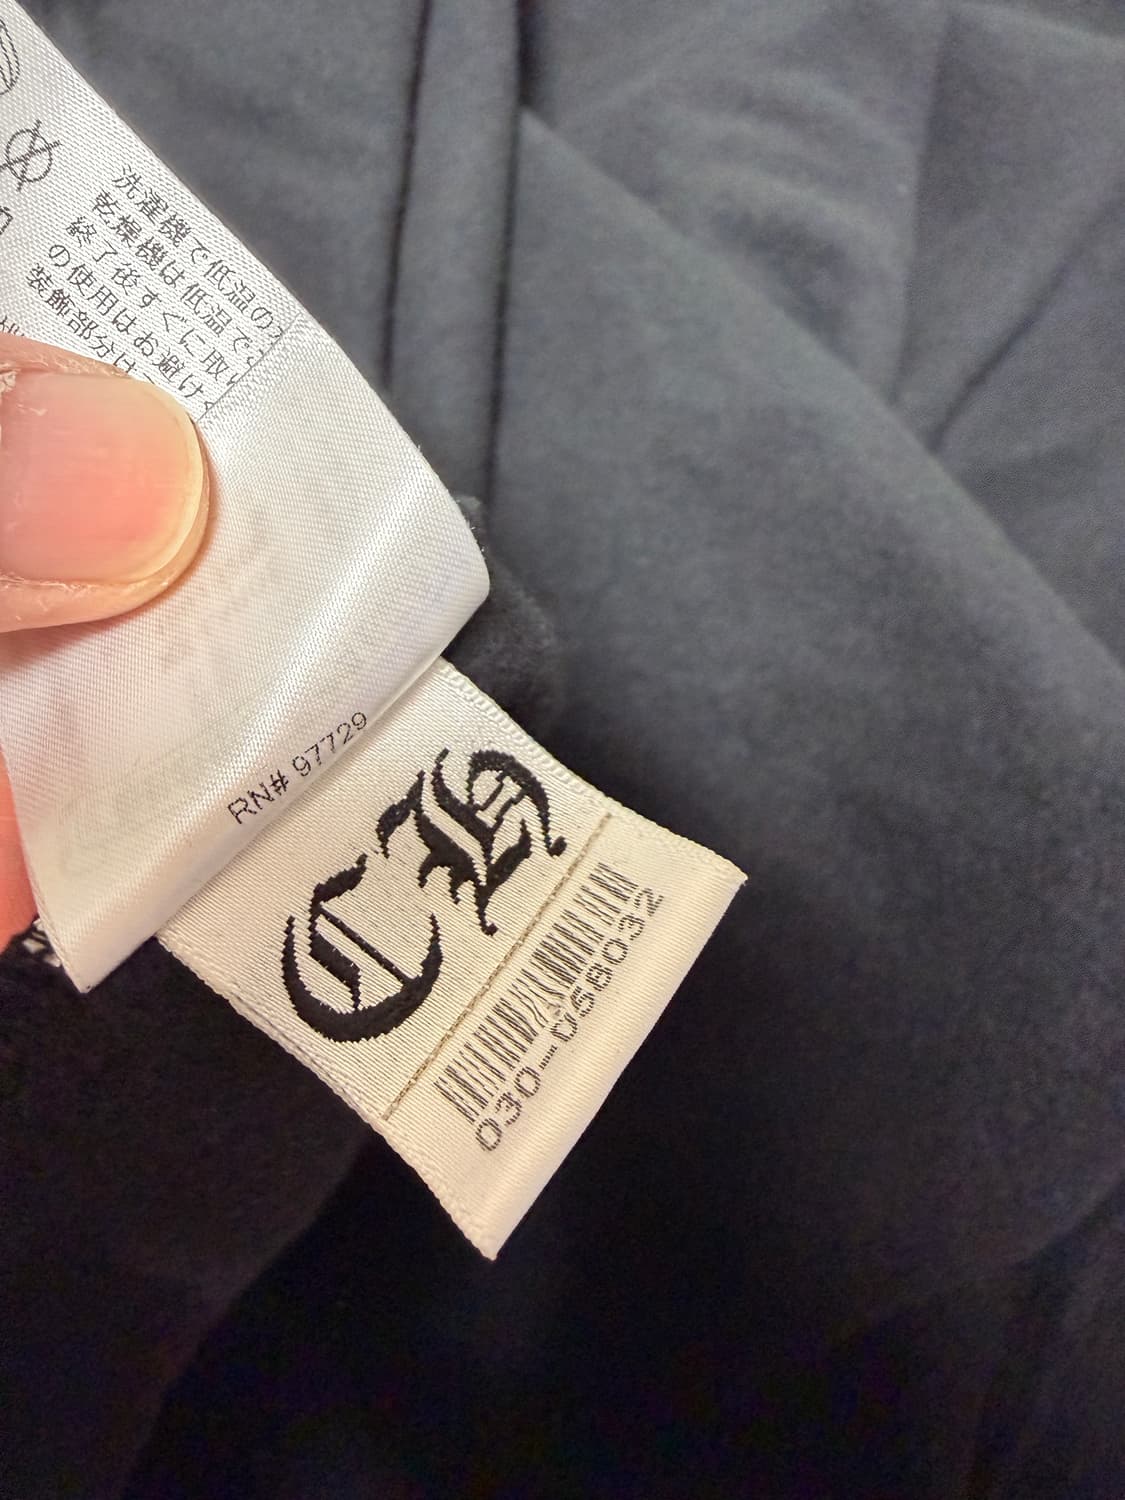 洗濯機で低温の
乾燥機は低温で
終了後すぐに取
の使用はお避け
装飾部分は
RN# 97729
CH
030-058032